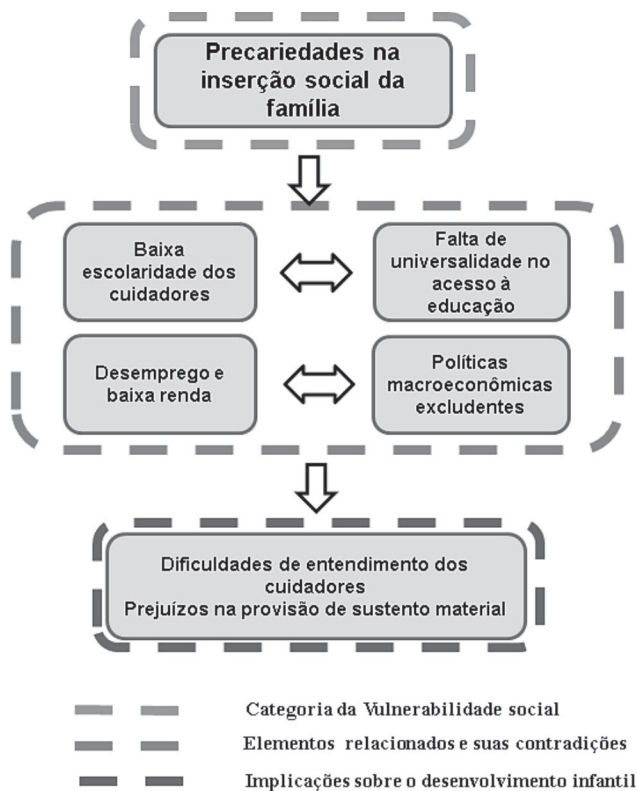 Precariedades na
inserção social da
família
Baixa
escolaridade dos
cuidadores
Falta de
universalidade no
acesso à
educação
Desemprego e
baixa renda
Políticas
macroeconômicas
excludentes
Dificuldades de entendimento dos
cuidadores
Prejuízos na provisão de sustento material
Categoria da Vulnerabilidade social
Elementos relacionados e suas contradições
Implicações sobre o desenvolvimento infantil